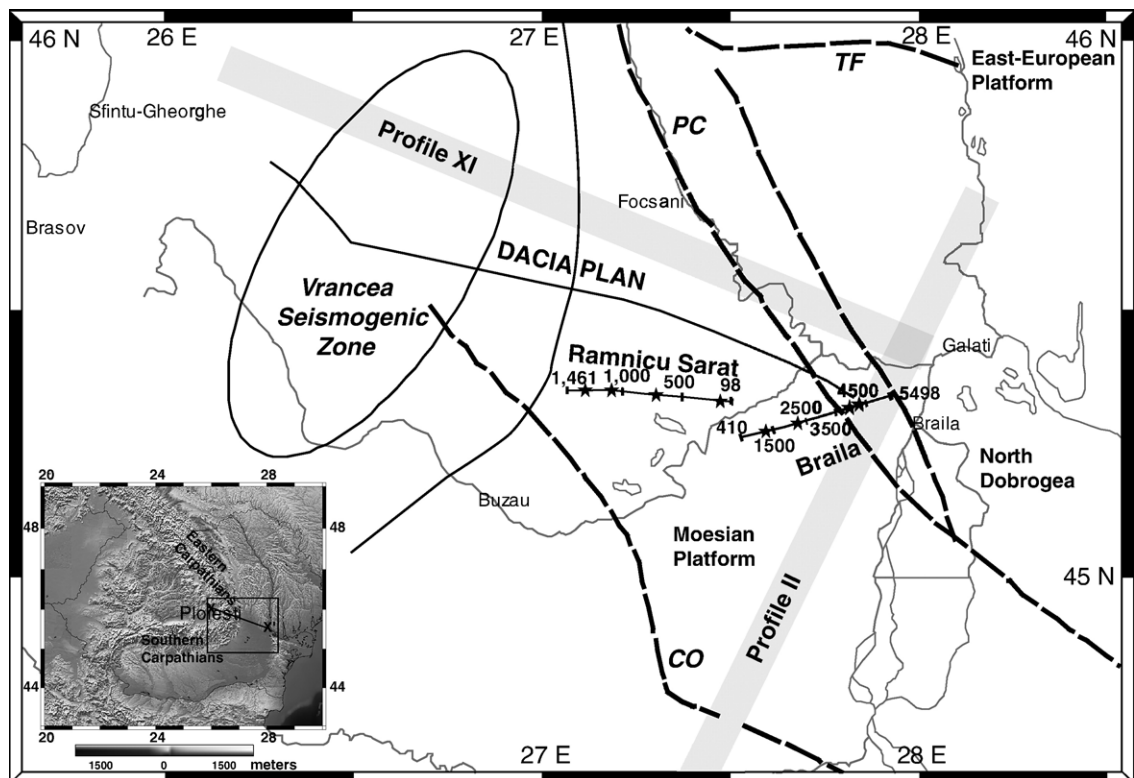 46 N
26 E
27 E
28 E
46 N
TF
East-European
Platform
Sfintu-Gheorghe
PC
Profile XI
Focsani
Brasov
DACIA PLAN
Vrancea
Seismogenic
Zone
Galati
Ramnicu Sarat
1,461
1,000
500
98
4500
5498
2500
410
3500
1500
Braila
Braila
North
Dobrogea
Buzau
Moesian
Platform
45 N
Profile II
CO
20
24
26
28
48
48
Eastern
Carpathians
X
Ploiesti
X'
Southern
Carpathians
44
44
20
24
26
28
1500
0
1500
meters
27 E
28 E